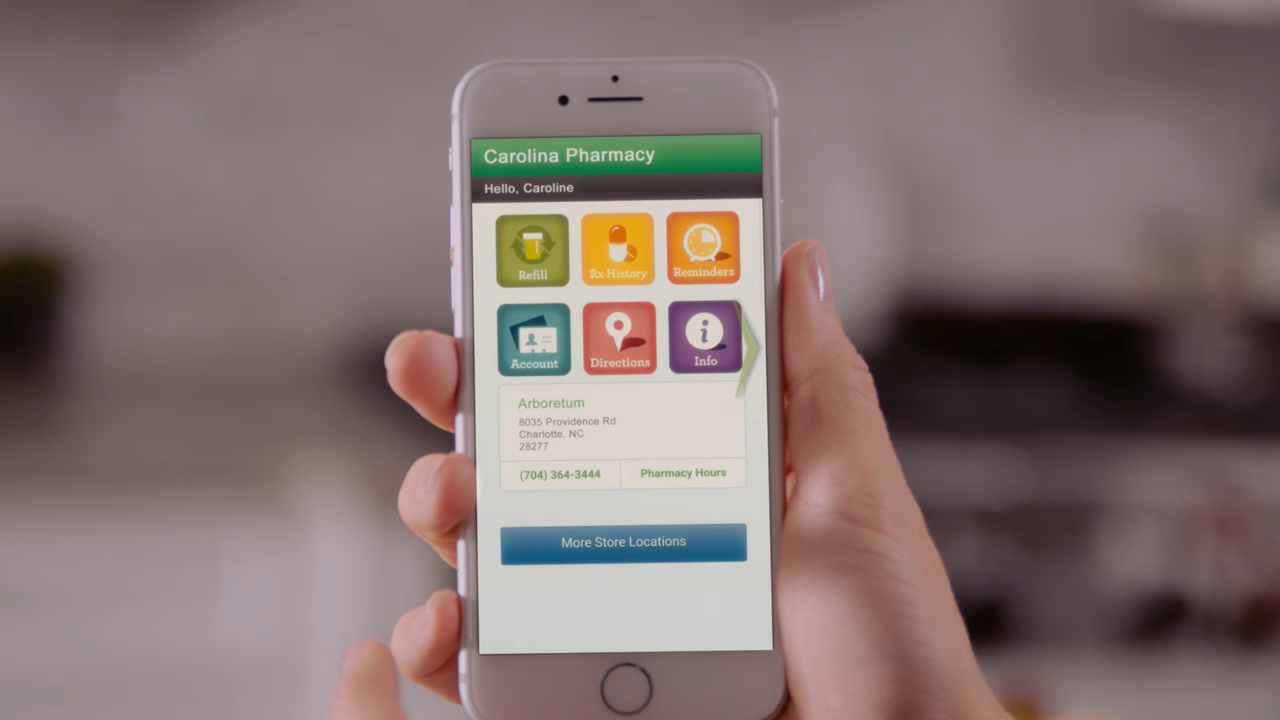 Carolina Pharmacy
Hello, Caroline
Refill
Rx History
Reminders
Account
Directions
Info
Arboretum
8035 Providence Rd
Charlotte, NC
28277
(704) 364-3444
Pharmacy Hours
More Store Locations